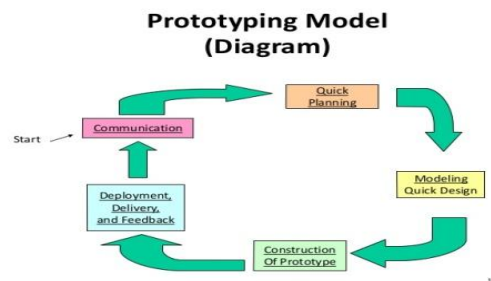 Prototyping Model
(Diagram)
Quick
Planning
Start
Communication
Modeling
Quick Design
Deployment,
Delivery,
and Feedback
Construction
Of Prototype